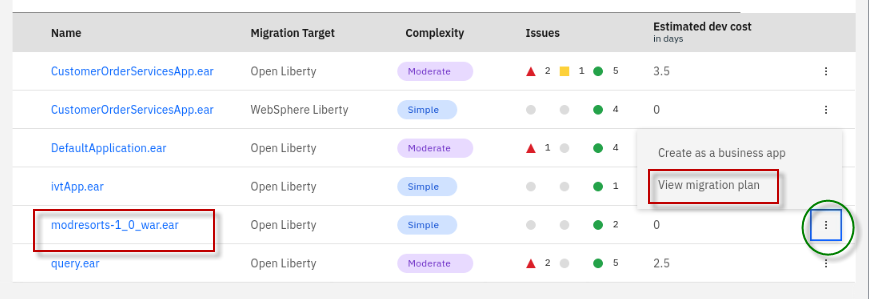 Name Migration Target Complexity Issues Estimated dev cost
in days
CustomerOrderServicesApp.ear Open Liberty Moderate 2 1 5 3.5
CustomerOrderServicesApp.ear WebSphere Liberty Simple 4 0
DefaultApplication.ear Open Liberty Moderate 1 4
Create as a business app
ivtApp.ear Open Liberty Simple 1
View migration plan
modresorts-1_0_war.ear Open Liberty Simple 2 0
query.ear Open Liberty Moderate 2 5 2.5